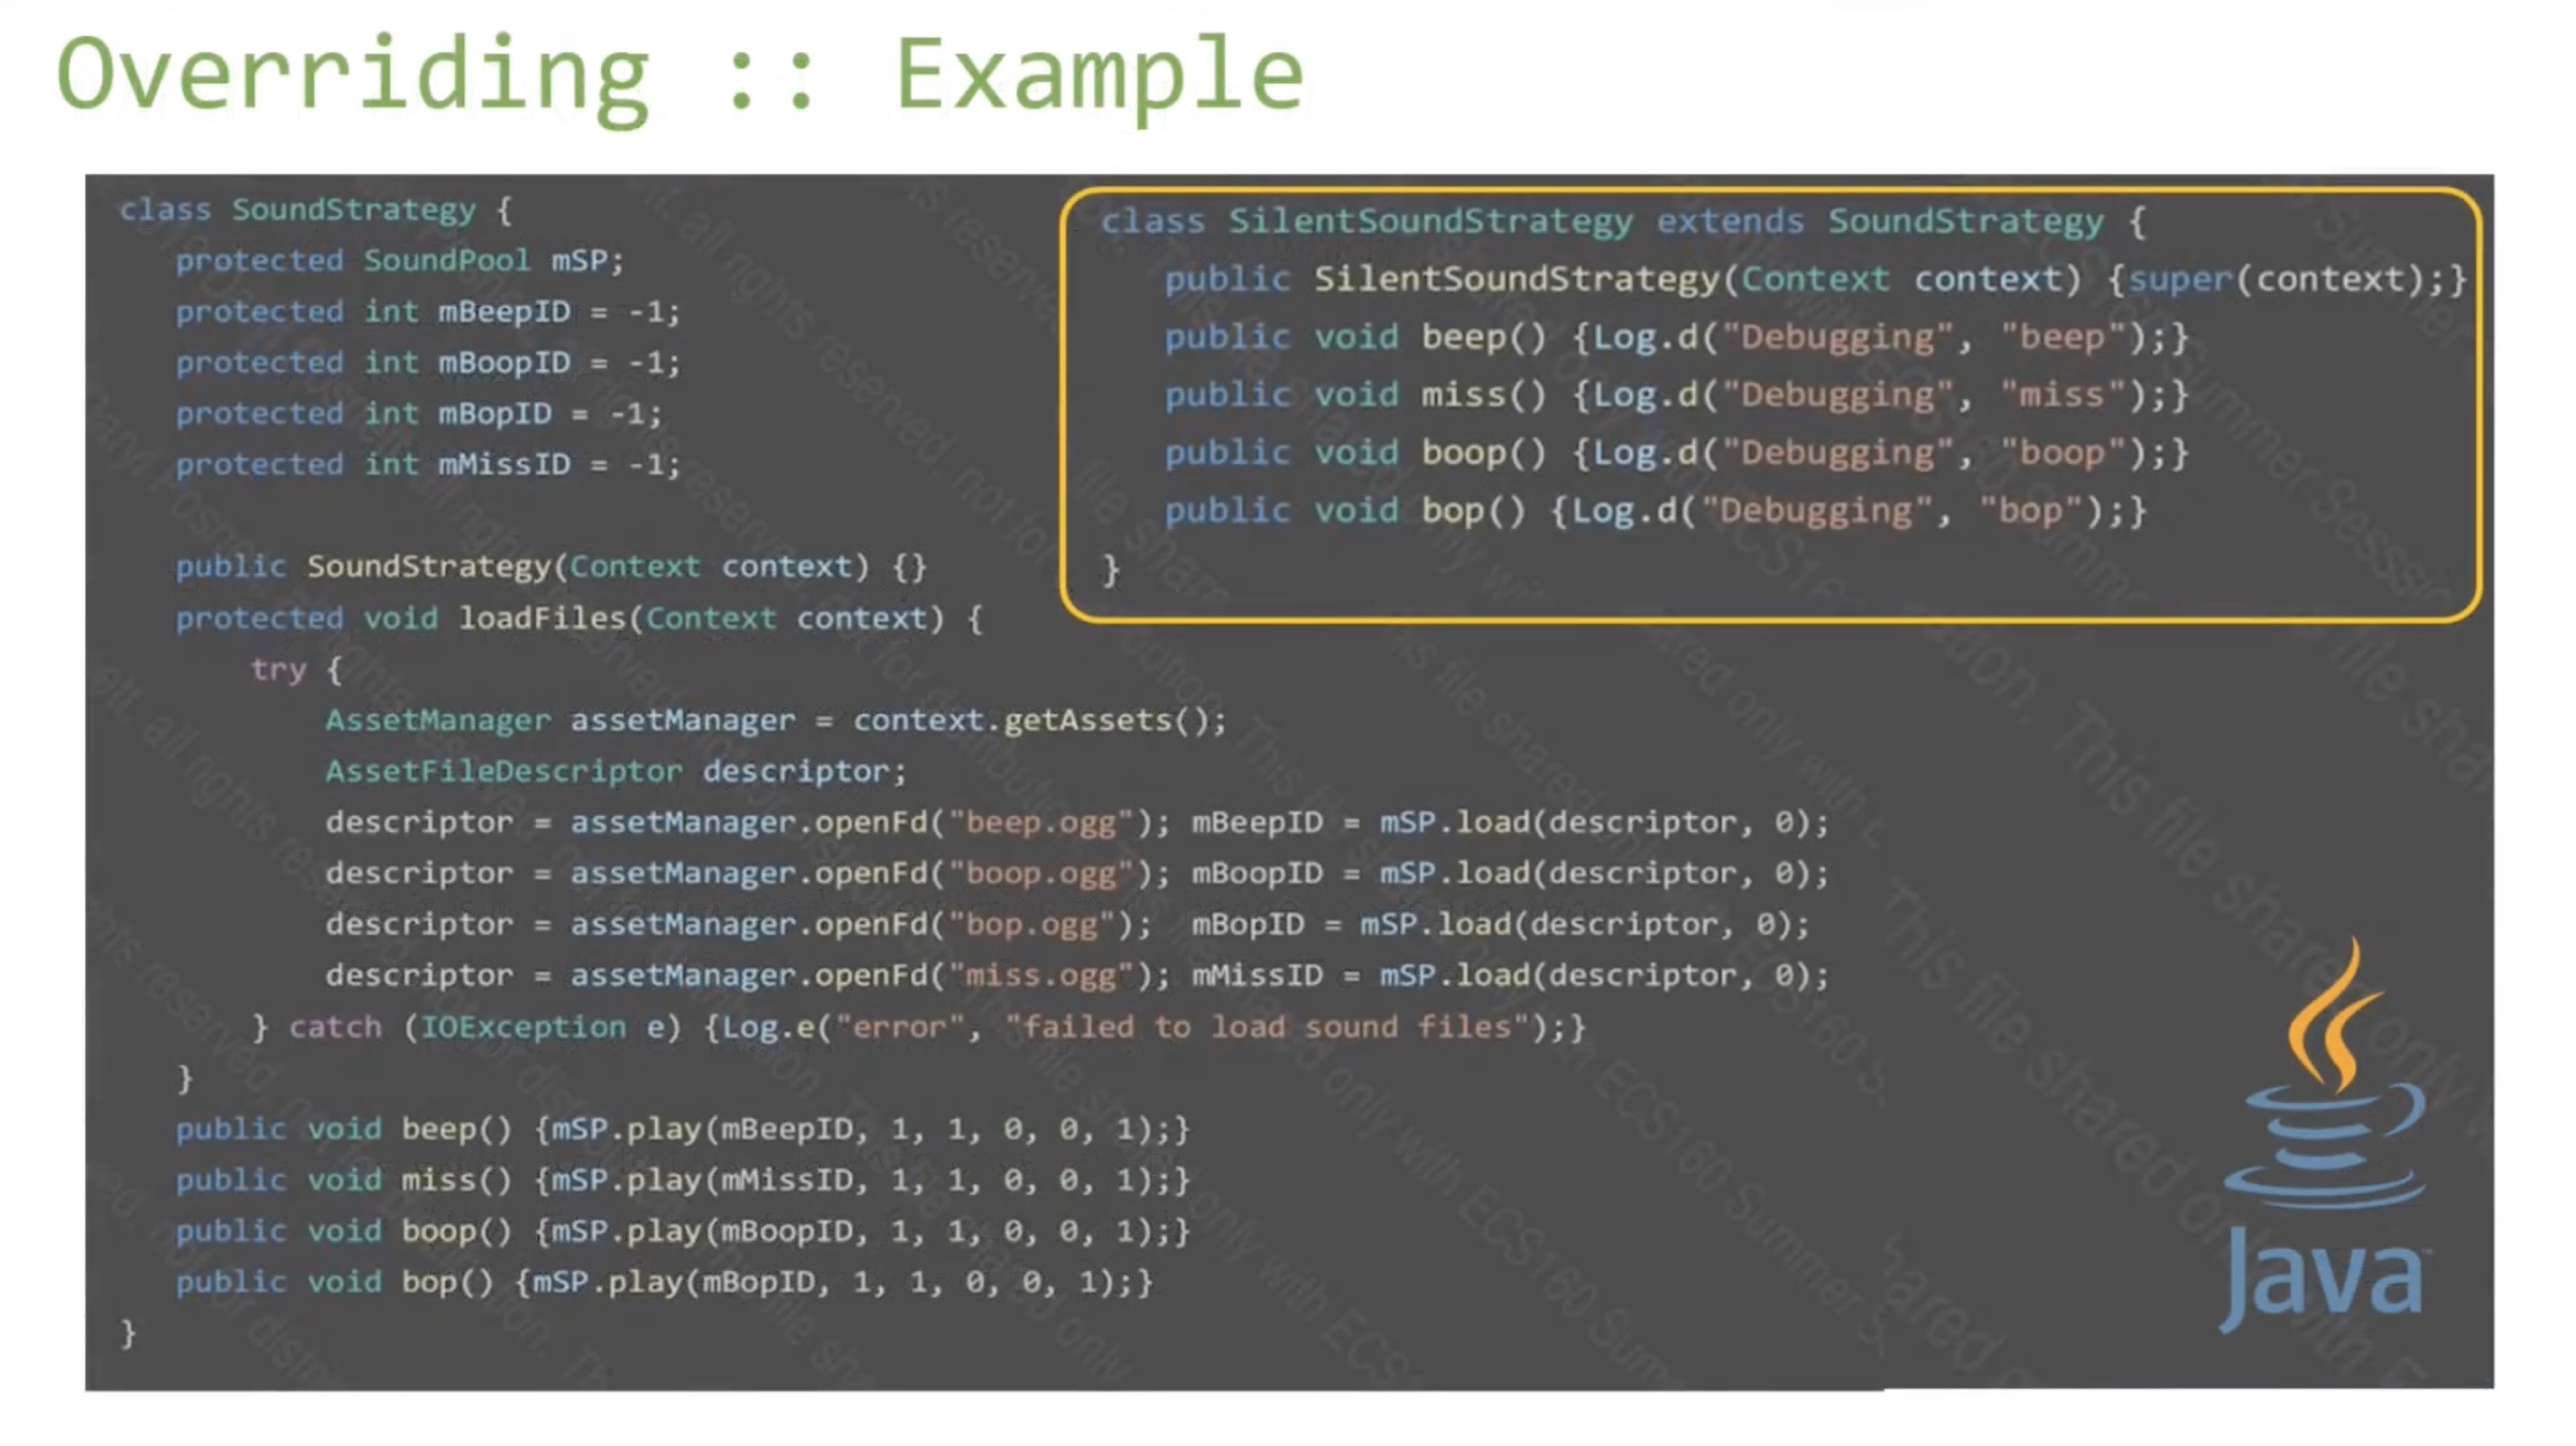 Overriding :: Example
class SoundStrategy {
protected SoundPool mSP;
protected int mBeepID = -1;
protected int mBoopID = -1;
protected int mBopID = -1;
protected int mMissID = -1;
public SoundStrategy(Context context) {}
protected void loadFiles(Context context) {
try {
AssetManager assetManager = context.getAssets();
AssetFileDescriptor descriptor;
descriptor = assetManager.openFd("beep.ogg"); mBeepID = mSP.load(descriptor, 0);
descriptor = assetManager.openFd("boop.ogg"); mBoopID = mSP.load(descriptor, 0);
descriptor = assetManager.openFd("bop.ogg");  mBopID = mSP.load(descriptor, 0);
descriptor = assetManager.openFd("miss.ogg"); mMissID = mSP.load(descriptor, 0);
} catch (IOException e) {Log.e("error", "failed to load sound files");}
}
public void beep() {mSP.play(mBeepID, 1, 1, 0, 0, 1);}
public void miss() {mSP.play(mMissID, 1, 1, 0, 0, 1);}
public void boop() {mSP.play(mBoopID, 1, 1, 0, 0, 1);}
public void bop() {mSP.play(mBopID, 1, 1, 0, 0, 1);}
}
class SilentSoundStrategy extends SoundStrategy {
public SilentSoundStrategy(Context context) {super(context);}
public void beep() {Log.d("Debugging", "beep");}
public void miss() {Log.d("Debugging", "miss");}
public void boop() {Log.d("Debugging", "boop");}
public void bop() {Log.d("Debugging", "bop");}
}
Java